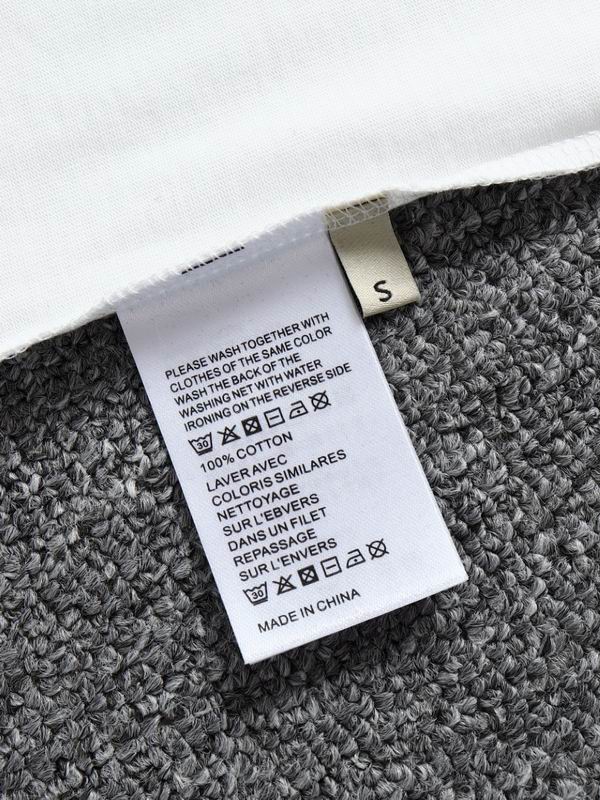 S
PLEASE WASH TOGETHER WITH
CLOTHES OF THE SAME COLOR
WASH THE BACK OF THE
WASHING NET WITH WATER
IRONING ON THE REVERSE SIDE
30
100% COTTON
LAVER AVEC
COLORIS SIMILARES
NETTOYAGE
SUR L'EBVERS
DANS UN FILET
REPASSAGE
SUR L'ENVERS
30
MADE IN CHINA